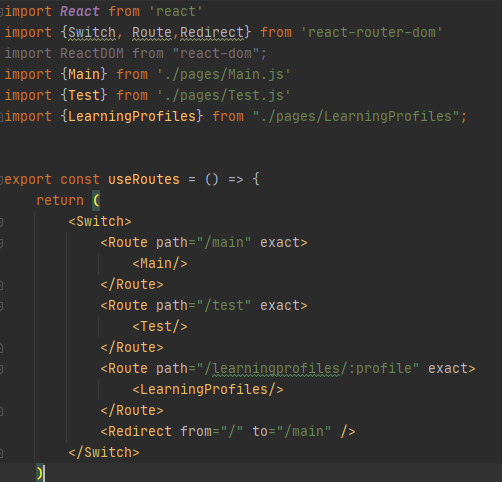 import React from 'react'
import {Switch, Route,Redirect} from 'react-router-dom'
import ReactDOM from "react-dom";
import {Main} from './pages/Main.js'
import {Test} from './pages/Test.js'
import {LearningProfiles} from "./pages/LearningProfiles";
export const useRoutes = () => {
    return (
        <Switch>
            <Route path="/main" exact>
                <Main/>
            </Route>
            <Route path="/test" exact>
                <Test/>
            </Route>
            <Route path="/learningprofiles/:profile" exact>
                <LearningProfiles/>
            </Route>
            <Redirect from="/" to="/main" />
        </Switch>
    )